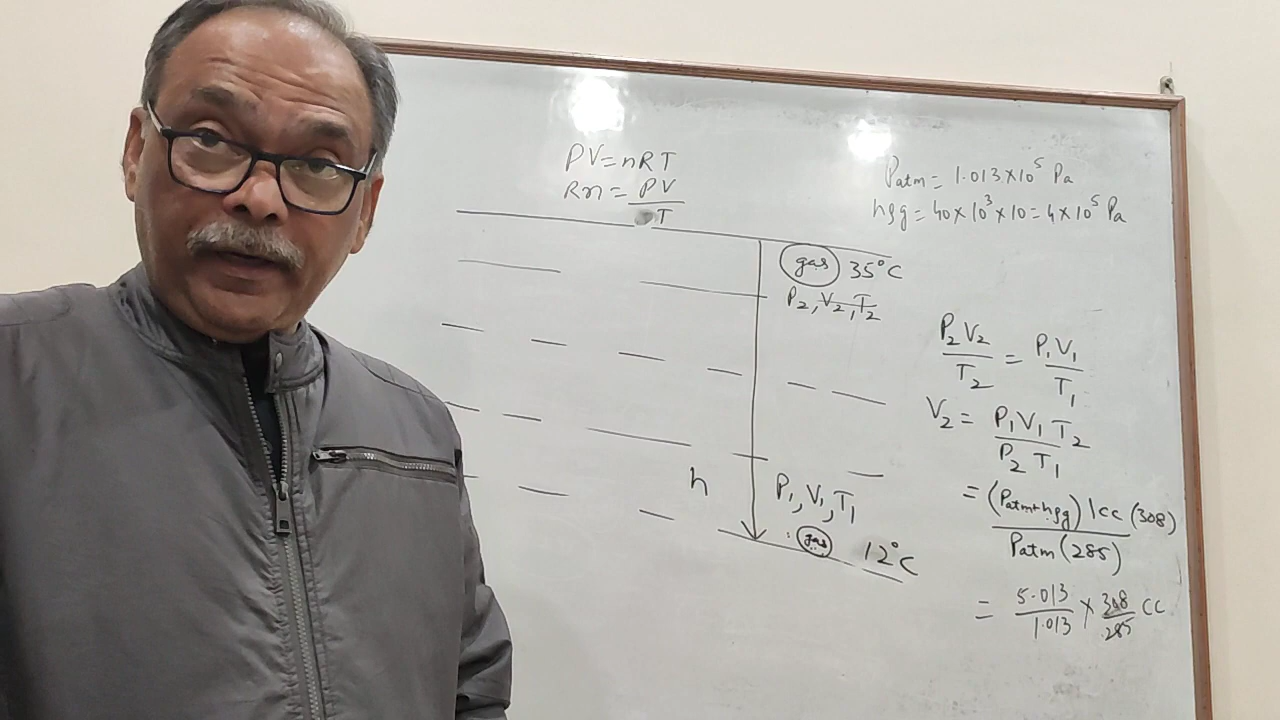 PV=nRT
Rn=PV/T
Patm=1.013×10⁵ Pa
hρg=40×10³×10=4×10⁵ Pa
gas 35°C
P₂,V₂,T₂
P₂V₂/T₂ = P₁V₁/T₁
V₂= P₁V₁T₂/P₂T₁
h
P₁,V₁,T₁
gas 12°C
=(Patm+hρg)1cc(308)/Patm(285)
= 5.013/1.013 × 308/285 cc